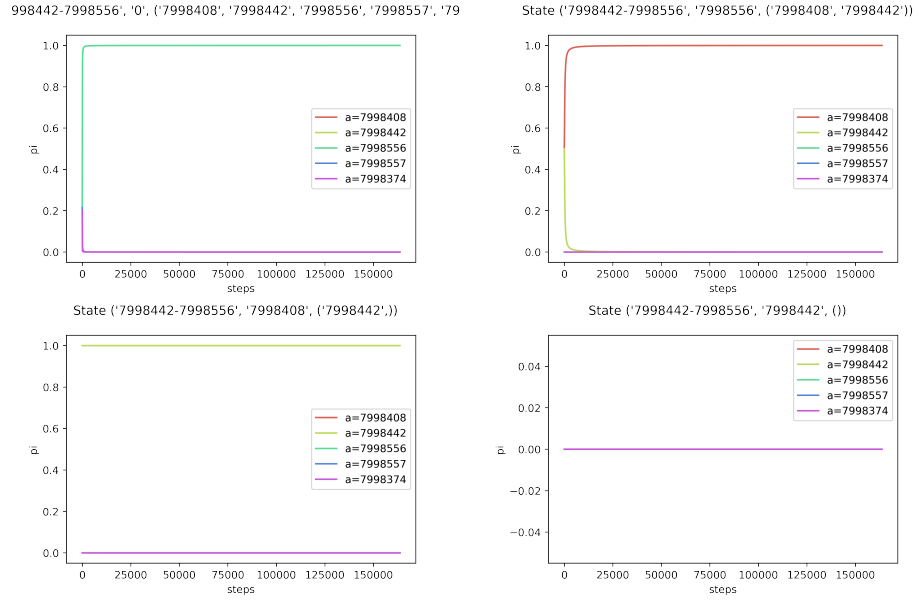 998442-7998556', '0', ('7998408', '7998442', '7998556', '7998557', '79
1.0
0.8
0.6
0.4
0.2
0.0
pi
a=7998408
a=7998442
a=7998556
a=7998557
a=7998374
0 25000 50000 75000 100000 125000 150000
steps
State ('7998442-7998556', '7998556', ('7998408', '7998442'))
1.0
0.8
0.6
0.4
0.2
0.0
pi
a=7998408
a=7998442
a=7998556
a=7998557
a=7998374
0 25000 50000 75000 100000 125000 150000
steps
State ('7998442-7998556', '7998408', ('7998442',))
1.0
0.8
0.6
0.4
0.2
0.0
pi
a=7998408
a=7998442
a=7998556
a=7998557
a=7998374
0 25000 50000 75000 100000 125000 150000
steps
State ('7998442-7998556', '7998442', ())
0.04
0.02
0.00
−0.02
−0.04
pi
a=7998408
a=7998442
a=7998556
a=7998557
a=7998374
0 25000 50000 75000 100000 125000 150000
steps